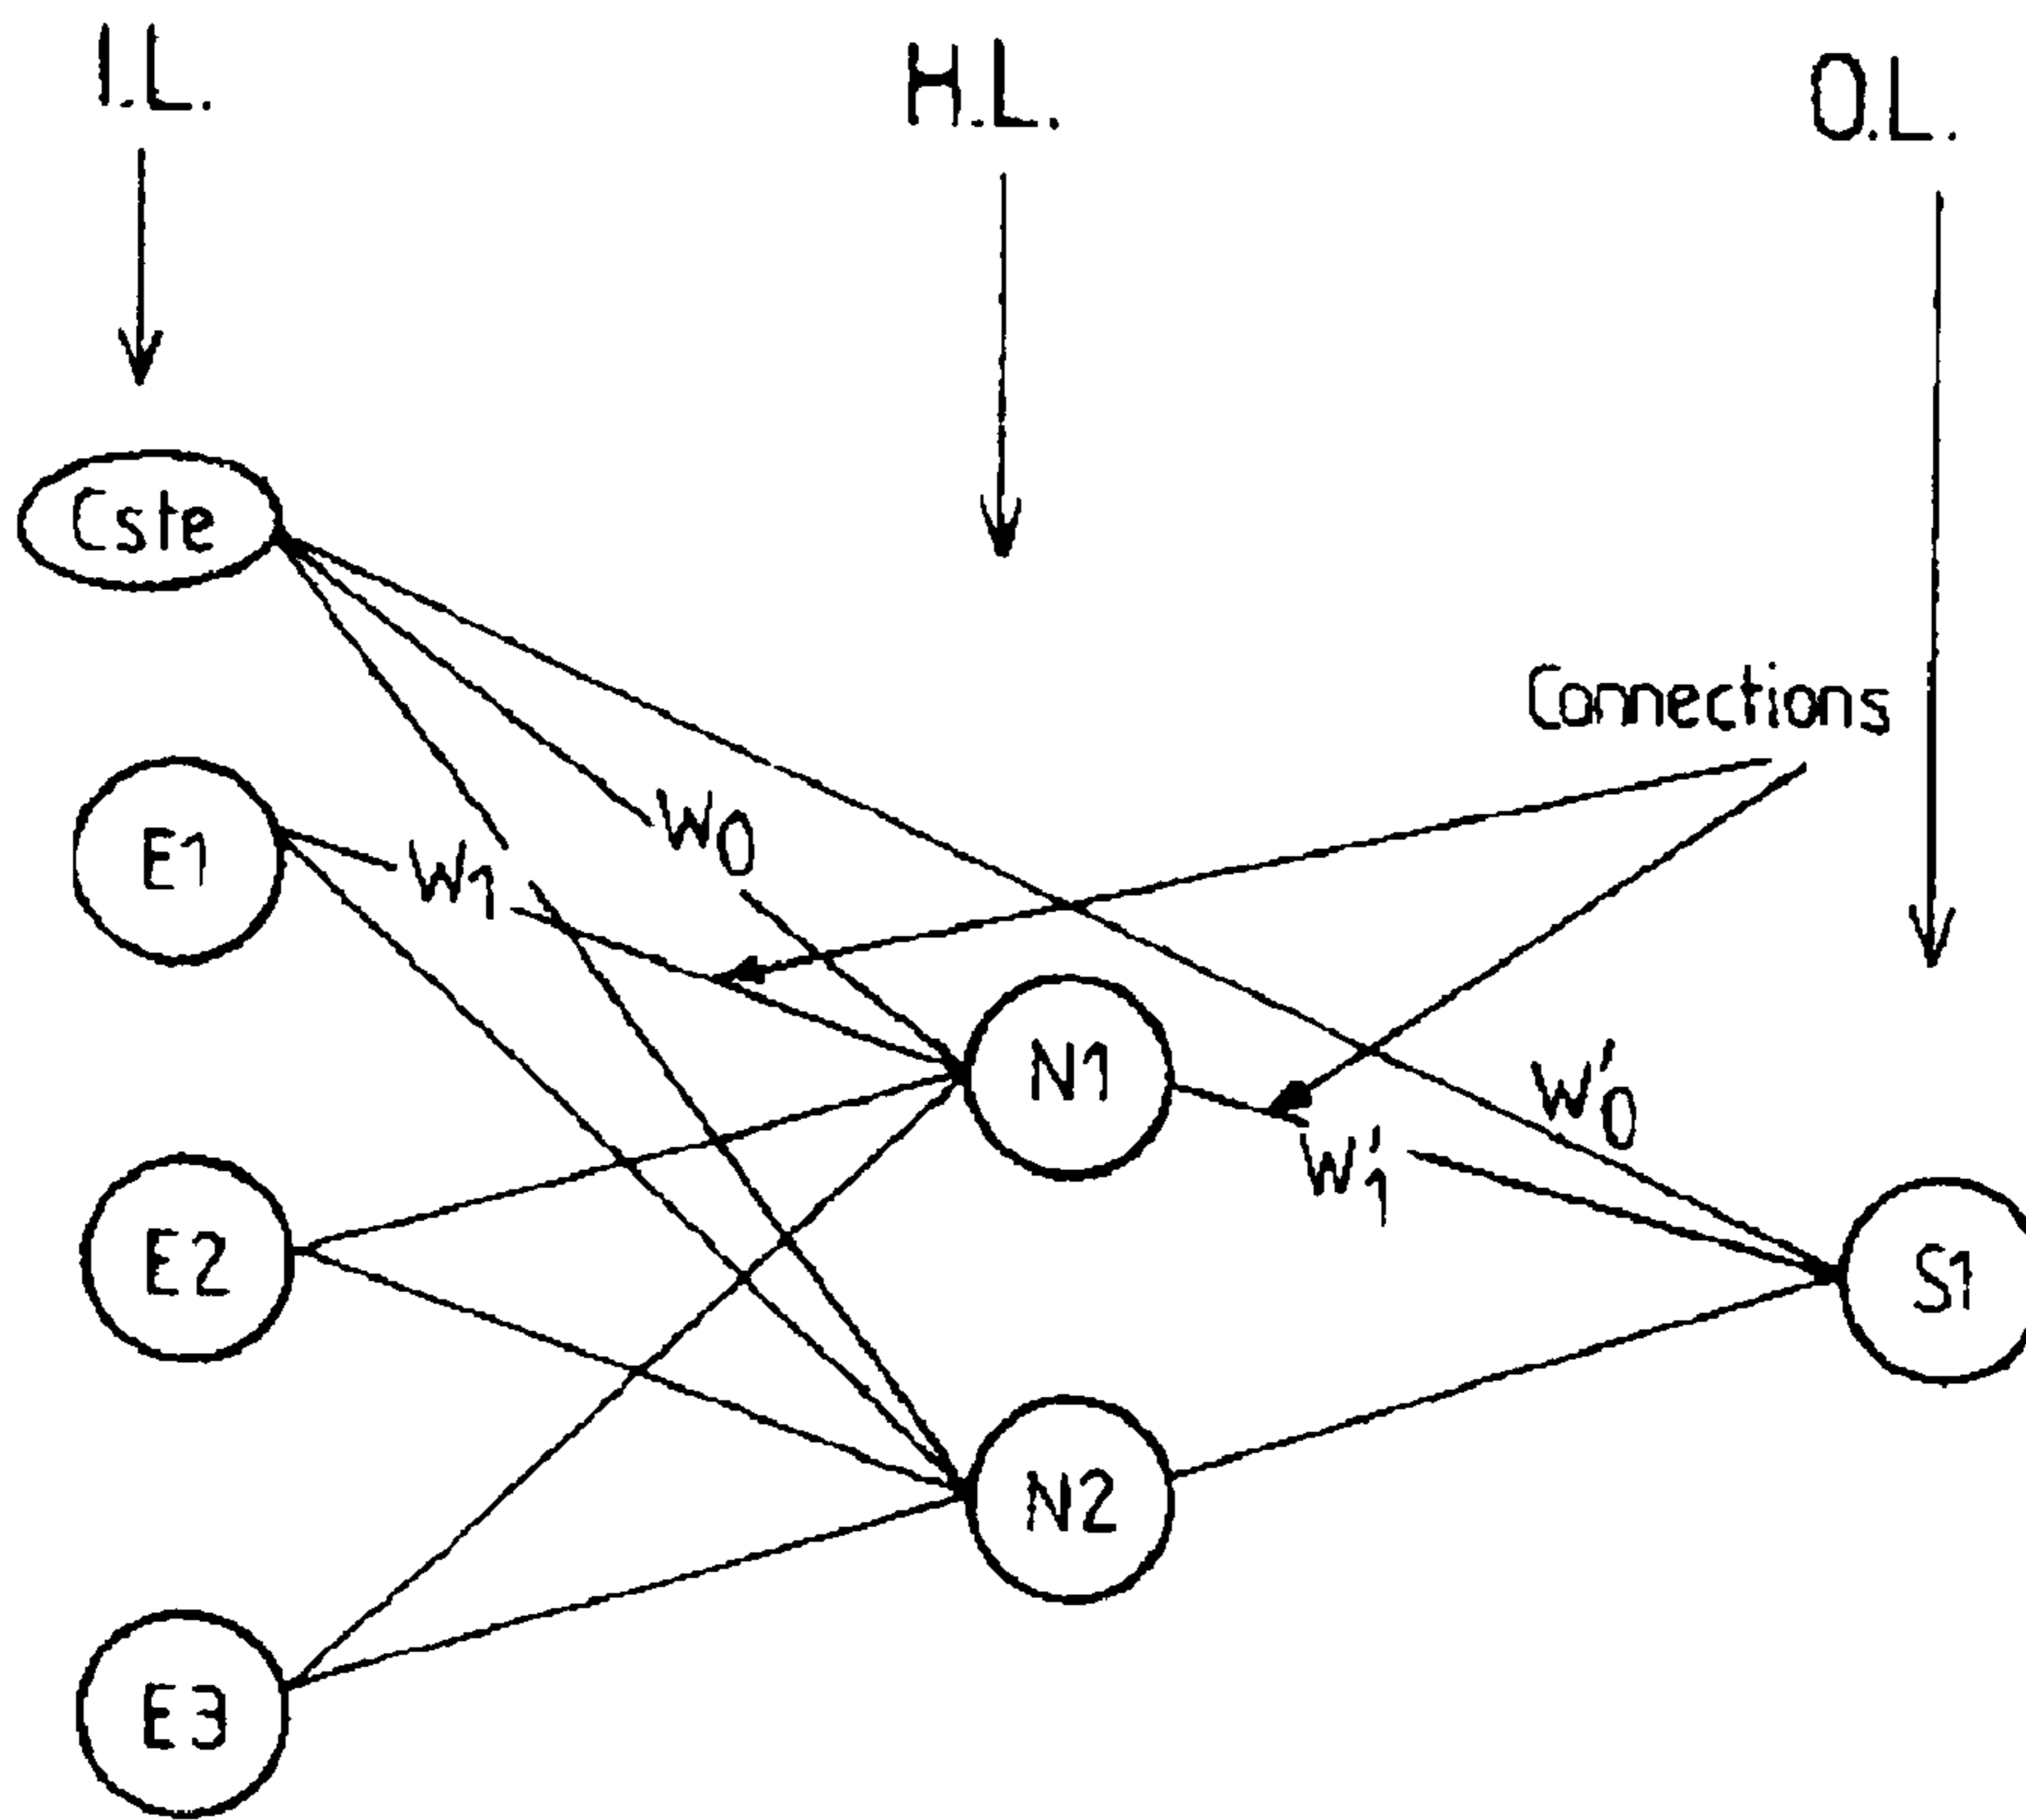 I.L.
H.L.
O.L.
Cste
Connections
W0
E1
W1
N1
W'0
W'1
E2
S1
N2
E3